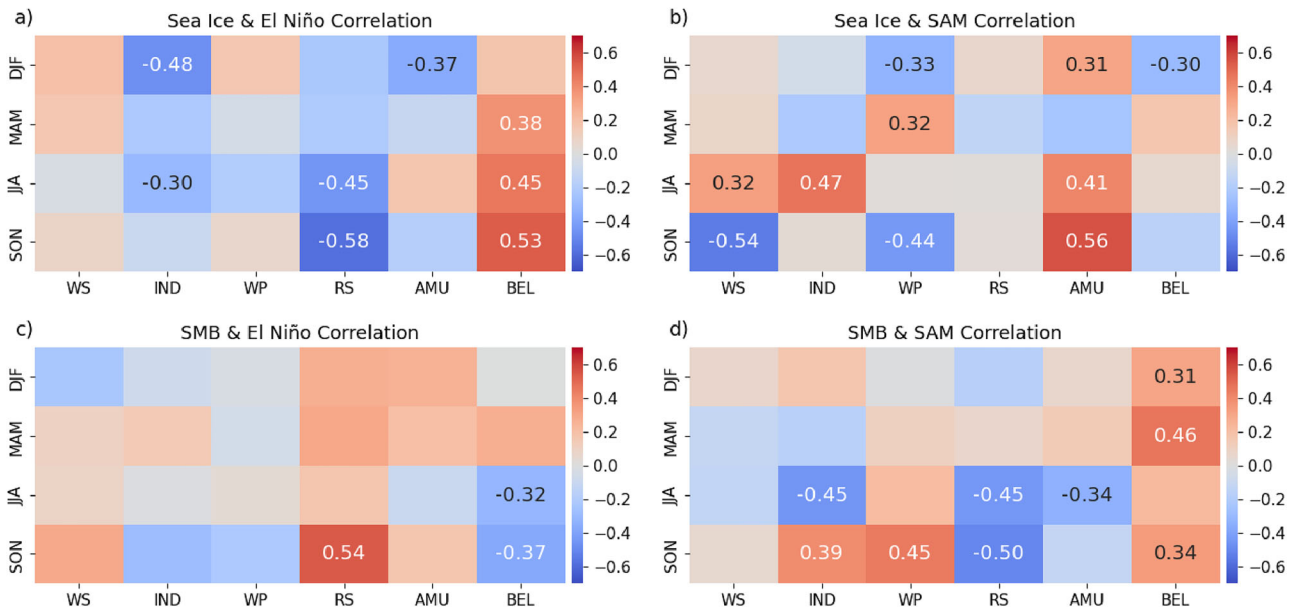 a) Sea Ice & El Niño Correlation
DJF -0.48 -0.37
MAM 0.38
JJA -0.30 -0.45 0.45
SON -0.58 0.53
WS IND WP RS AMU BEL
0.6
0.4
0.2
0.0
−0.2
−0.4
−0.6
b) Sea Ice & SAM Correlation
DJF -0.33 0.31 -0.30
MAM 0.32
JJA 0.32 0.47 0.41
SON -0.54 -0.44 0.56
WS IND WP RS AMU BEL
0.6
0.4
0.2
0.0
−0.2
−0.4
−0.6
c) SMB & El Niño Correlation
DJF
MAM
JJA -0.32
SON 0.54 -0.37
WS IND WP RS AMU BEL
0.6
0.4
0.2
0.0
−0.2
−0.4
−0.6
d) SMB & SAM Correlation
DJF 0.31
MAM 0.46
JJA -0.45 -0.45 -0.34
SON 0.39 0.45 -0.50 0.34
WS IND WP RS AMU BEL
0.6
0.4
0.2
0.0
−0.2
−0.4
−0.6